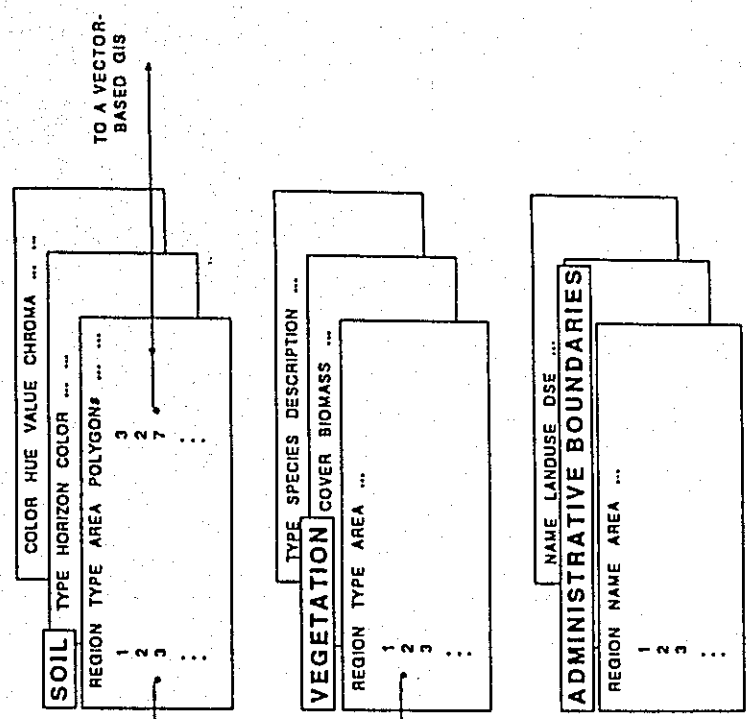 COLOR HUE VALUE CHROMA ... ...
SOIL TYPE HORIZON COLOR ... ...
REGION TYPE AREA POLYGON# ... ...
1 3
2 2
3 7
... ...
TO A VECTOR-
BASED GIS
TYPE SPECIES DESCRIPTION ...
VEGETATION COVER BIOMASS ...
REGION TYPE AREA ...
1
2
3
...
NAME LANDUSE DSE ...
ADMINISTRATIVE BOUNDARIES
REGION NAME AREA ...
1
2
3
...